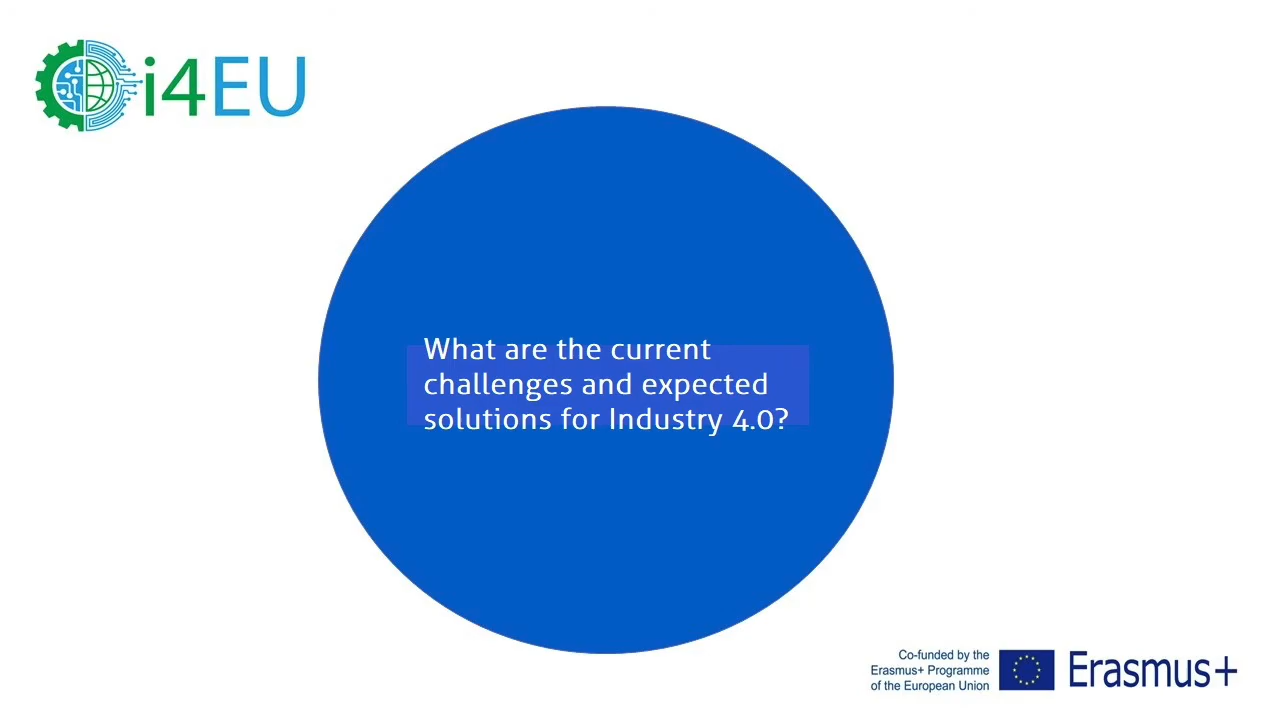 i4EU
What are the current
challenges and expected
solutions for Industry 4.0?
Co-funded by the
Erasmus+ Programme
of the European Union
Erasmus+